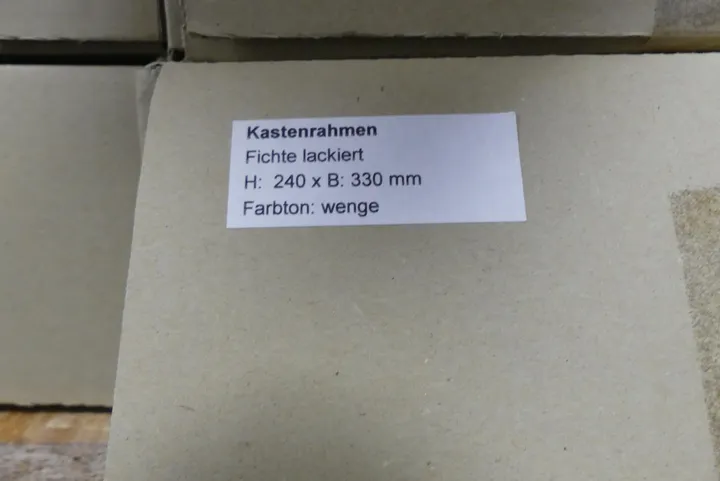 Kastenrahmen
Fichte lackiert
H:  240 x B: 330 mm
Farbton: wenge